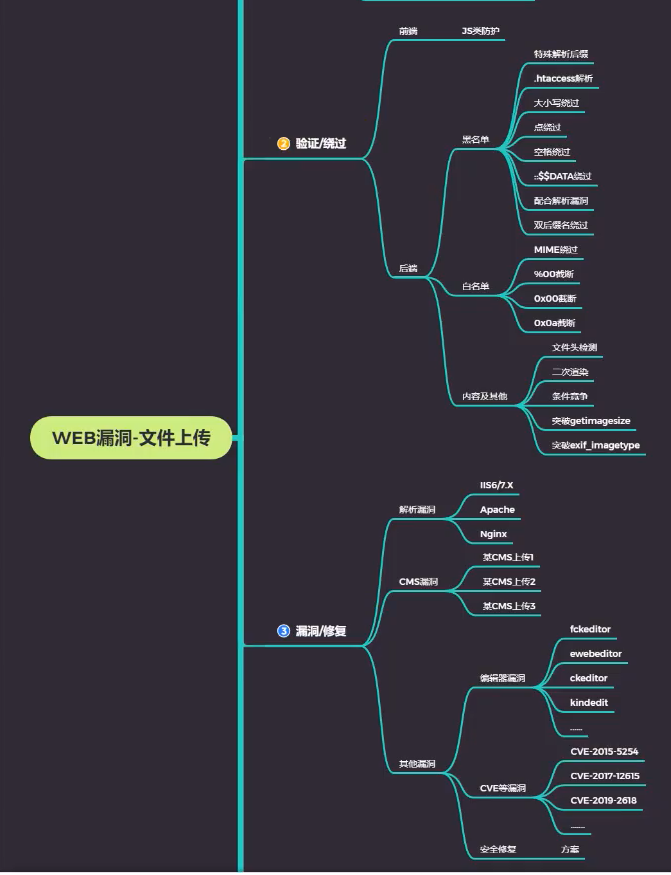 WEB漏洞-文件上传
2 验证/绕过
前端
JS类防护
后端
黑名单
特殊解析后缀
.htaccess解析
大小写绕过
点绕过
空格绕过
::$$DATA绕过
配合解析漏洞
双后缀名绕过
白名单
MIME绕过
%00截断
0x00截断
0x0a截断
内容及其他
文件头检测
二次渲染
条件竞争
突破getimagesize
突破exif_imagetype
3 漏洞/修复
解析漏洞
IIS6/7.X
Apache
Nginx
CMS漏洞
某CMS上传1
某CMS上传2
某CMS上传3
其他漏洞
编辑器漏洞
fckeditor
ewebeditor
ckeditor
kindedit
......
CVE等漏洞
CVE-2015-5254
CVE-2017-12615
CVE-2019-2618
......
安全修复
方案